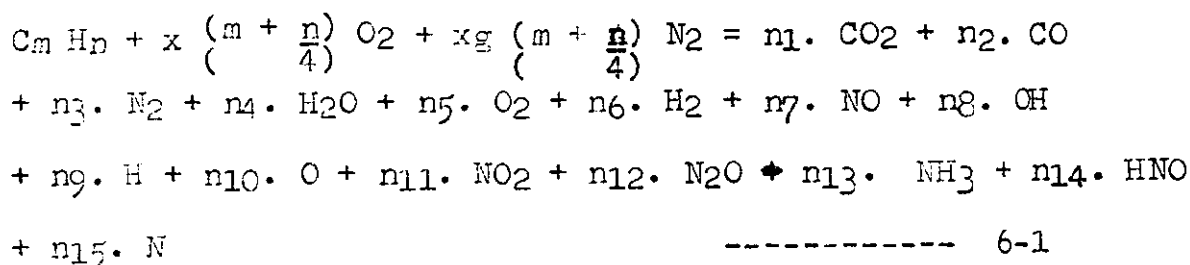 Cm Hn + x (m + n/4) O2 + xg (m + n/4) N2 = n1. CO2 + n2. CO
+ n3. N2 + n4. H2O + n5. O2 + n6. H2 + n7. NO + n8. OH
+ n9. H + n10. O + n11. NO2 + n12. N2O + n13. NH3 + n14. HNO
+ n15. N ------------ 6-1